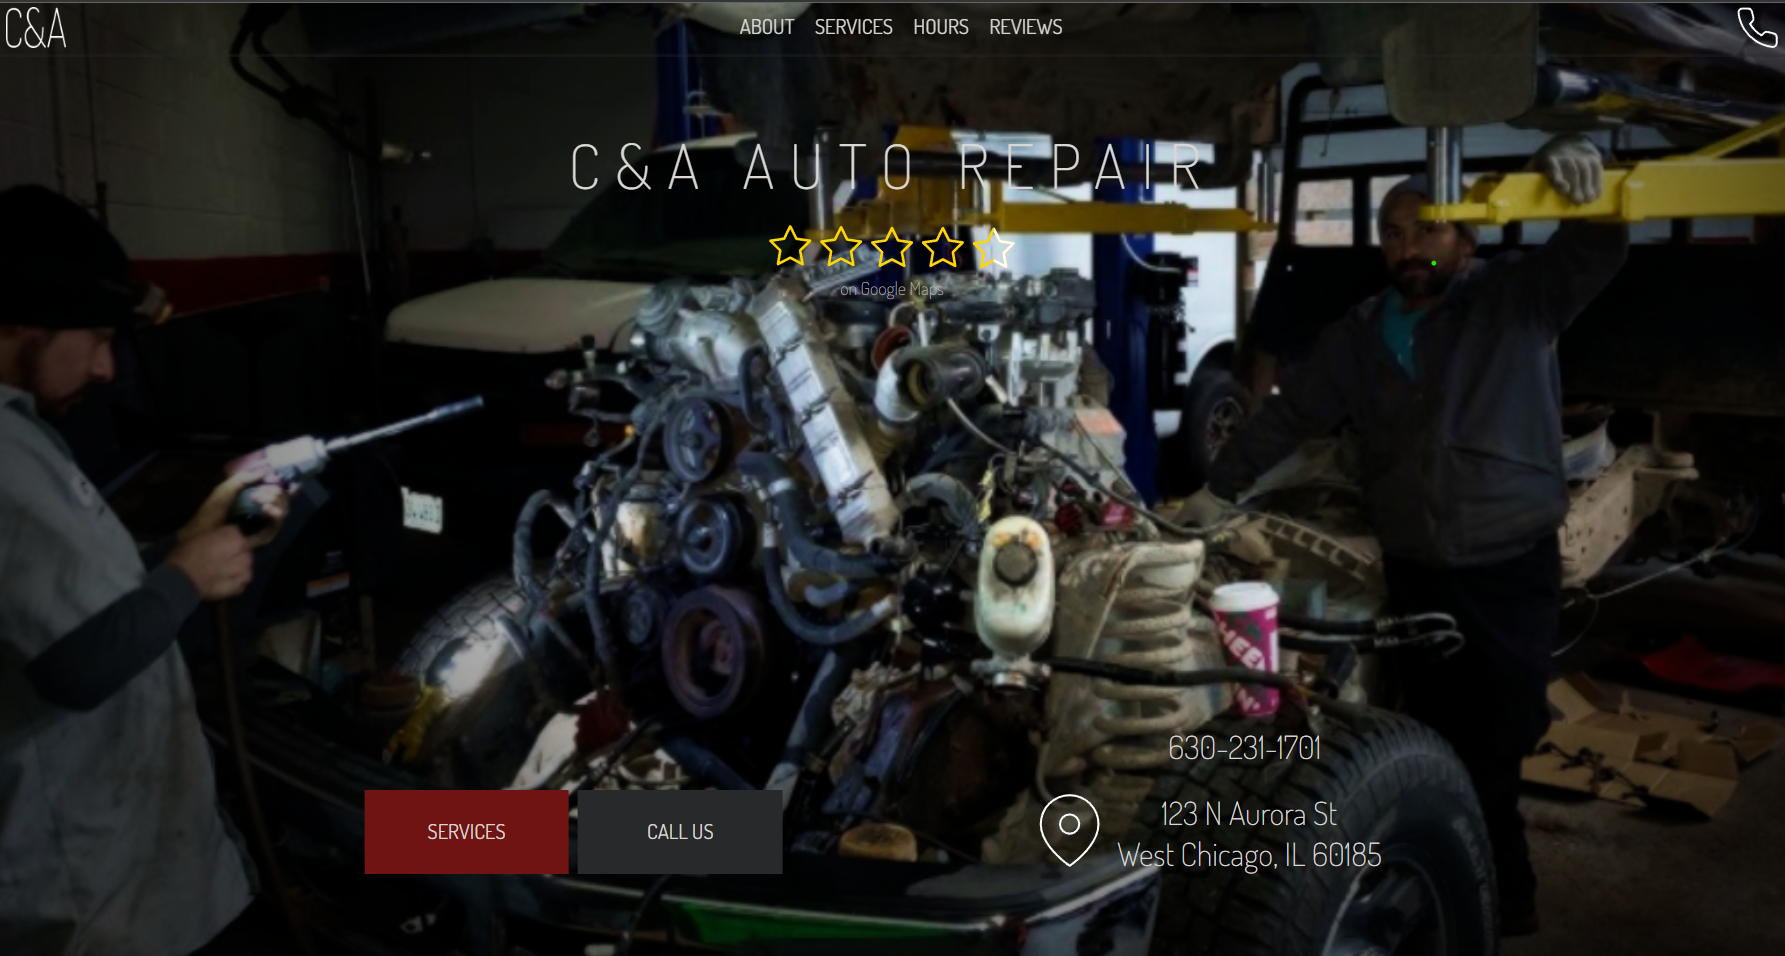 C&A
ABOUT SERVICES HOURS REVIEWS
C&A AUTO REPAIR
on Google Maps
630-231-1701
SERVICES
CALL US
123 N Aurora St
West Chicago, IL 60185